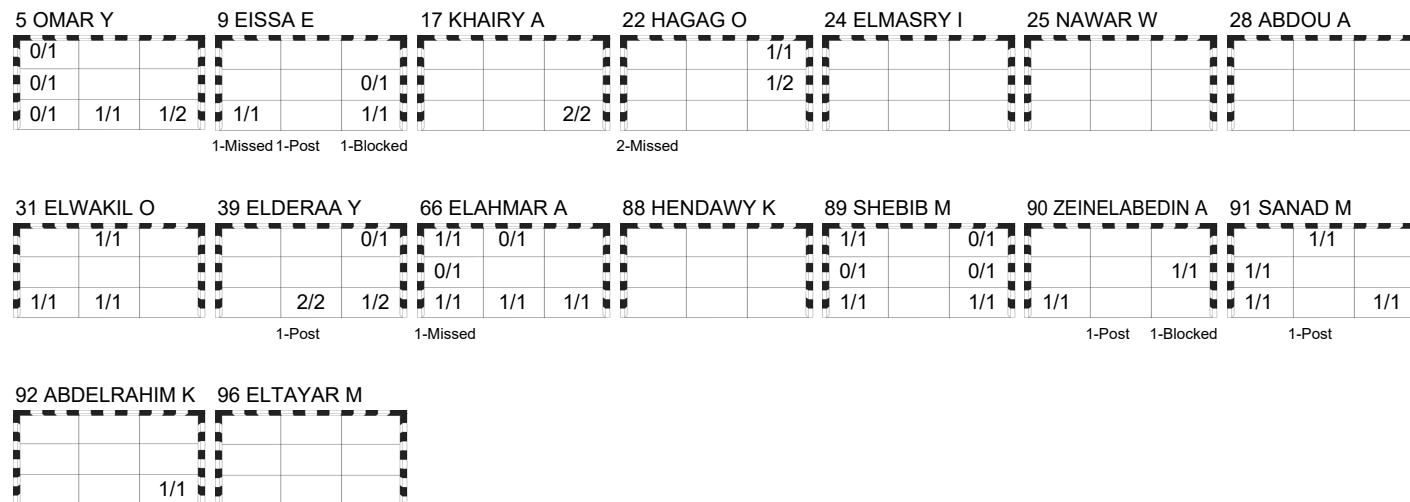 5 OMAR Y 9 EISSA E 17 KHAIRY A 22 HAGAG O 24 ELMASRY I 25 NAWAR W 28 ABDOU A
0/1 1/1
0/1 0/1 1/2
0/1 1/1 1/2 1/1 1/1 2/2
1-Missed 1-Post 1-Blocked 2-Missed
31 ELWAKIL O 39 ELDERAA Y 66 ELAHMAR A 88 HENDAWY K 89 SHEBIB M 90 ZEINELABEDIN A 91 SANAD M
1/1 0/1 1/1 0/1 1/1 0/1 1/1
0/1 0/1 0/1 1/1 1/1
1/1 1/1 2/2 1/2 1/1 1/1 1/1 1/1 1/1 1/1 1/1 1/1
1-Post 1-Missed 1-Post 1-Blocked 1-Post
92 ABDELRAHIM K 96 ELTAYAR M
1/1